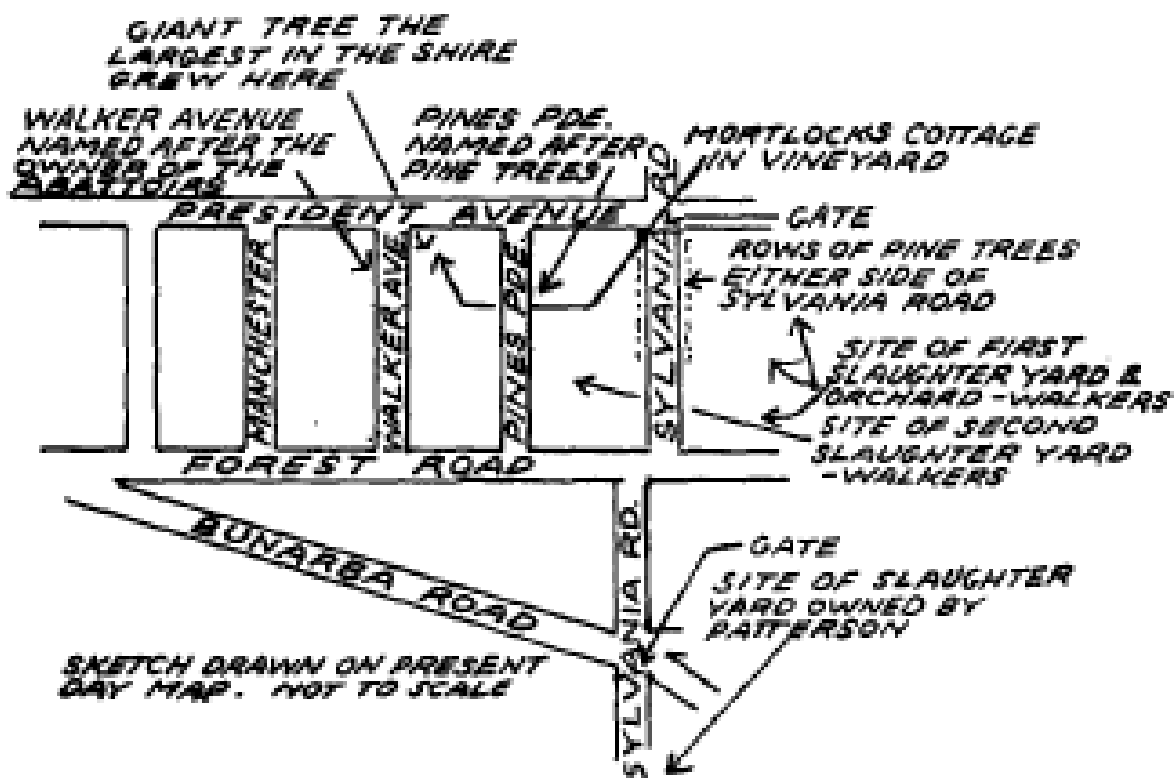 GIANT TREE THE
LARGEST IN THE SHIRE
GREW HERE
WALKER AVENUE
NAMED AFTER THE
OWNER OF THE
ABATTOIRS
PINES PDE.
NAMED AFTER
PINE TREES
MORTLOCKS COTTAGE
IN VINEYARD
PRESIDENT AVENUE
GATE
ROWS OF PINE TREES
EITHER SIDE OF
SYLVANIA ROAD
MANCHESTER
WALKER AVE.
PINES PDE.
SYLVANIA RD
SITE OF FIRST
SLAUGHTER YARD &
ORCHARD - WALKERS
SITE OF SECOND
SLAUGHTER YARD
- WALKERS
FOREST ROAD
BUNARBA ROAD
SYLVANIA RD.
GATE
SITE OF SLAUGHTER
YARD OWNED BY
PATTERSON
SKETCH DRAWN ON PRESENT
DAY MAP. NOT TO SCALE
SYLVANIA